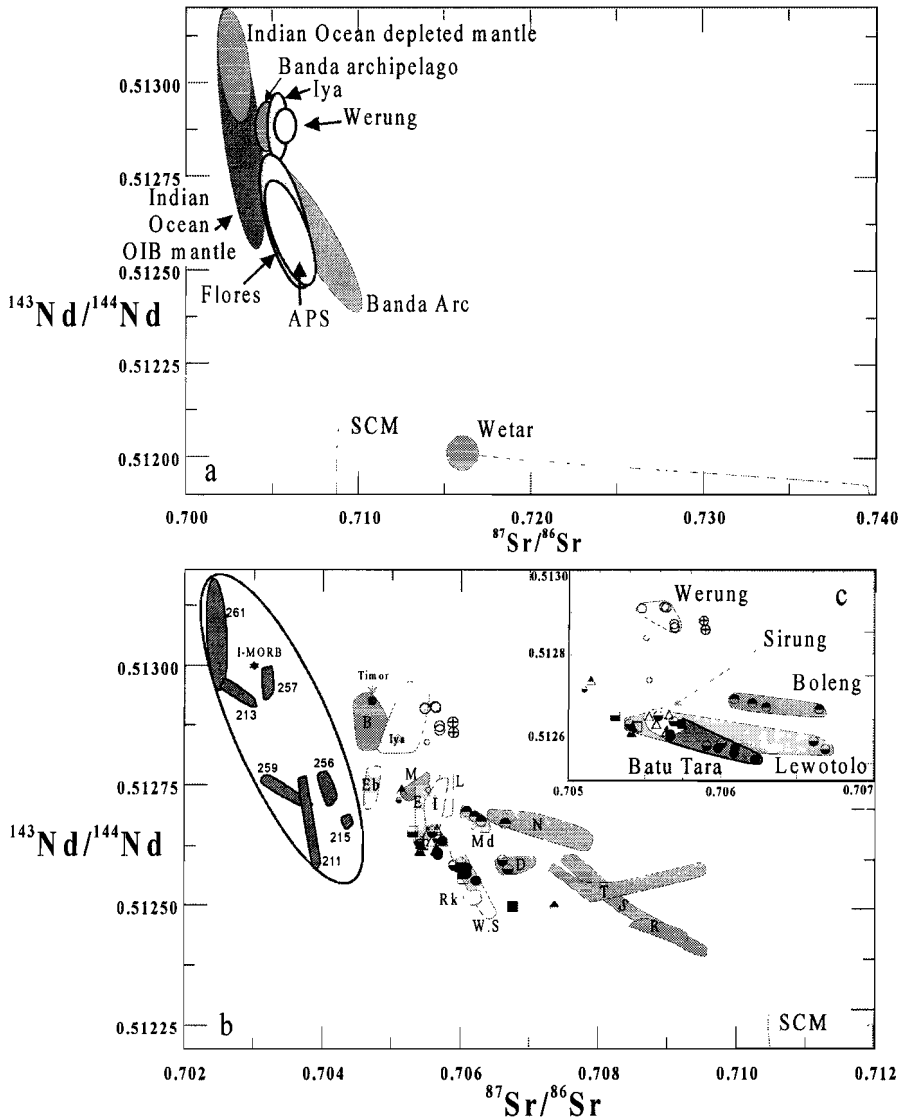 Indian Ocean depleted mantle
Banda archipelago
Iya
Werung
0.51300
0.51275
Indian
Ocean
OIB mantle
0.51250
Flores
APS
Banda Arc
143Nd/144Nd
0.51225
SCM
Wetar
0.51200
a
0.700
0.710
0.720
0.730
0.740
87Sr/86Sr
0.5130
Werung
c
0.5128
Sirung
Boleng
0.5126
Batu Tara
Lewotolo
0.705
0.706
0.707
261
I-MORB
0.51300
257
213
Timor
B
Iya
259
256
0.51275
Eb
M
L
E
I
215
211
N
Md
143Nd/144Nd
D
T
S
R
0.51250
Rk
W.S
0.51225
b
SCM
0.702
0.704
0.706
0.708
0.710
0.712
87Sr/86Sr